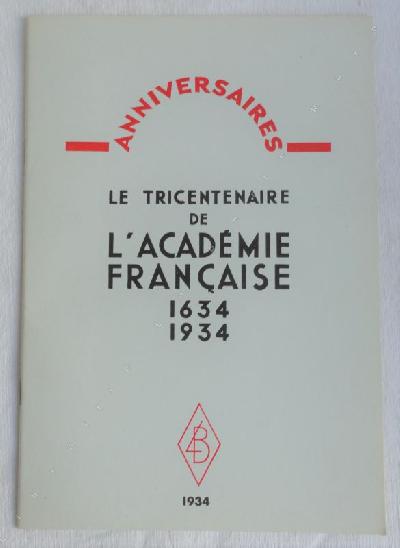 ANNIVERSAIRES
LE TRICENTENAIRE
DE
L'ACADÉMIE
FRANÇAISE
1634
1934
1934